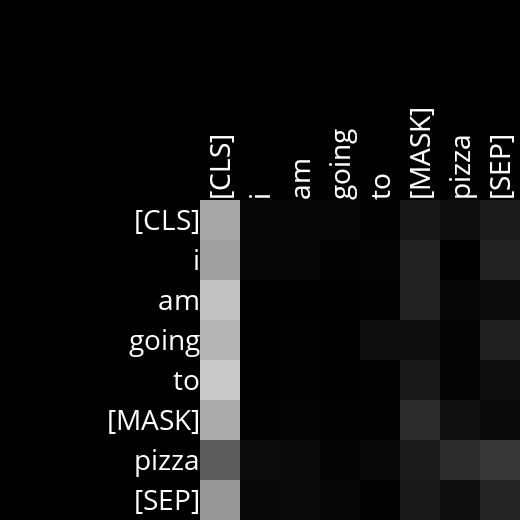 [CLS] i am going to [MASK] pizza [SEP]
[CLS]
i
am
going
to
[MASK]
pizza
[SEP]